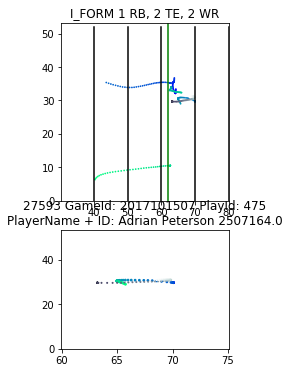 I_FORM 1 RB, 2 TE, 2 WR
50
40
30
20
10
0
40 50 60 70 80
27593 GameId: 2017101507 PlayId: 475
PlayerName + ID: Adrian Peterson 2507164.0
40
20
0
60 65 70 75